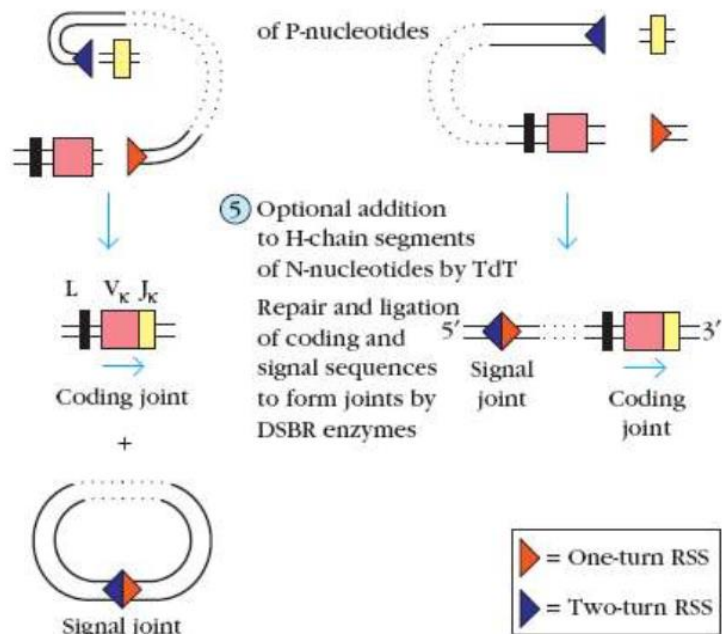 of P-nucleotides
5 Optional addition
to H-chain segments
of N-nucleotides by TdT
Repair and ligation
of coding and
signal sequences
to form joints by
DSBR enzymes
L Vκ Jκ
Coding joint
+
Signal joint
5′ 3′
Signal
joint
Coding
joint
= One-turn RSS
= Two-turn RSS